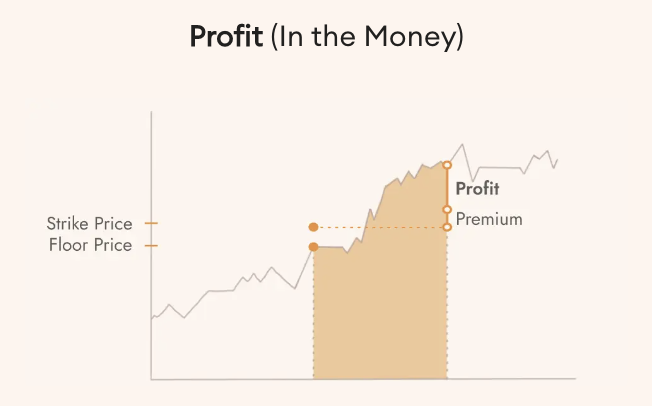 Profit (In the Money)
Strike Price
Floor Price
Profit
Premium